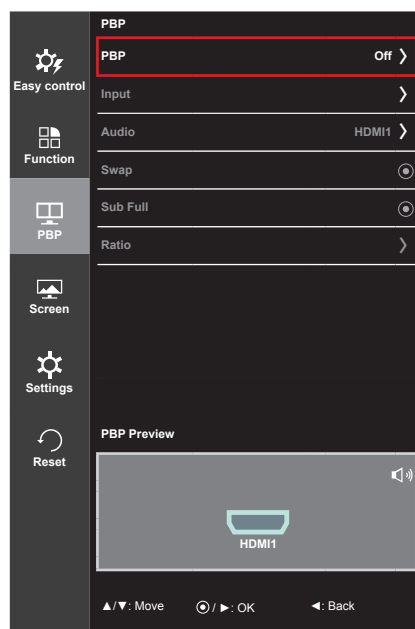 Easy control
Function
PBP
Screen
Settings
Reset
PBP
PBP Off
Input
Audio HDMI1
Swap
Sub Full
Ratio
PBP Preview
HDMI1
▲/▼: Move ⦿ / ►: OK ◄: Back